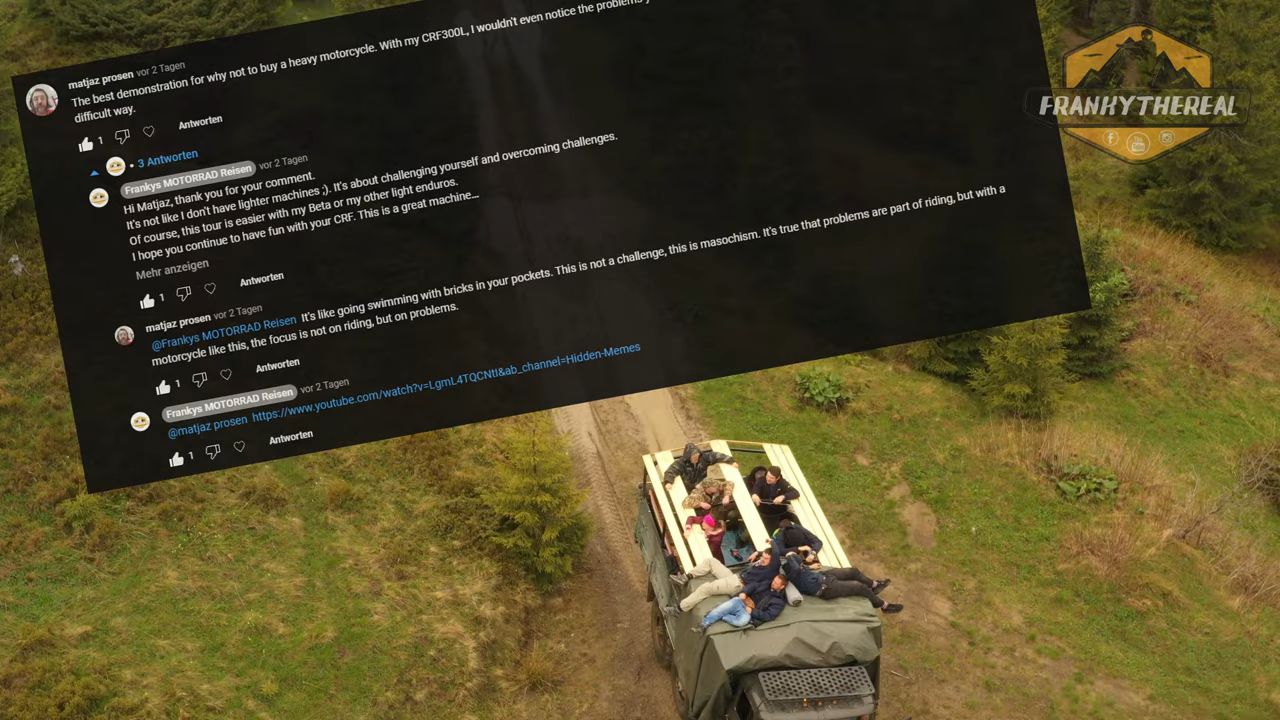 matjaz prosen vor 2 Tagen
The best demonstration for why not to buy a heavy motorcycle. With my CRF300L, I wouldn't even notice the problems
difficult way.
1 Antworten
3 Antworten
Frankys MOTORRAD Reisen vor 2 Tagen
Hi Matjaz, thank you for your comment.
It's not like I don't have lighter machines ;). It's about challenging yourself and overcoming challenges.
Of course, this tour is easier with my Beta or my other light enduros.
I hope you continue to have fun with your CRF. This is a great machine...
Mehr anzeigen
1 Antworten
matjaz prosen vor 2 Tagen
@Frankys MOTORRAD Reisen It's like going swimming with bricks in your pockets. This is not a challenge, this is masochism. It's true that problems are part of riding, but with a
motorcycle like this, the focus is not on riding, but on problems.
1 Antworten
Frankys MOTORRAD Reisen vor 2 Tagen
@matjaz prosen https://www.youtube.com/watch?v=LgmL4TQCNtI&ab_channel=Hidden-Memes
1 Antworten
FRANKYTHEREAL